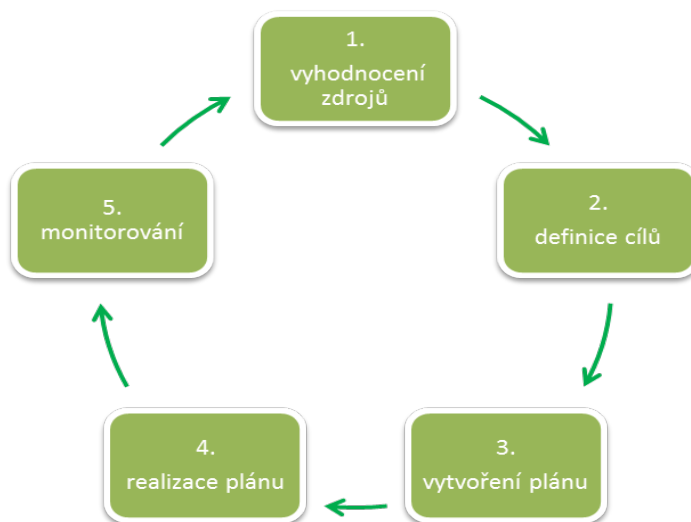 1.
vyhodnocení
zdrojů
2.
definice cílů
3.
vytvoření plánu
4.
realizace plánu
5.
monitorování